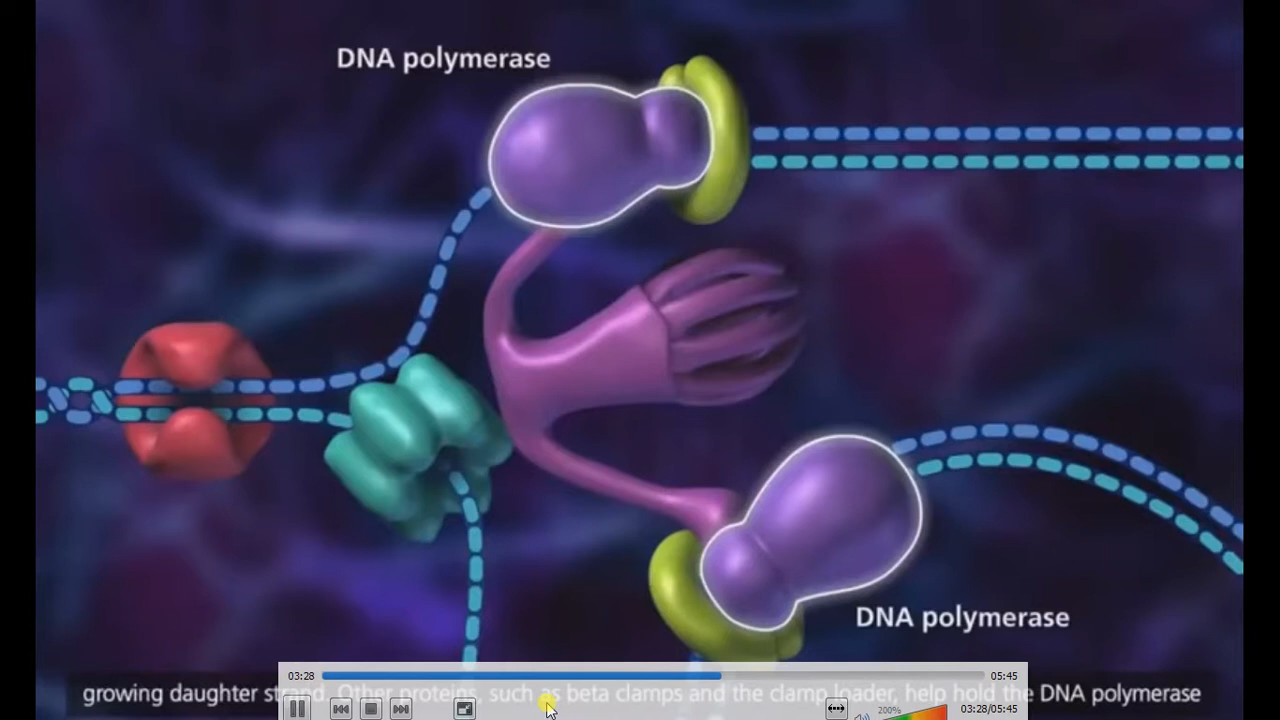 DNA polymerase
DNA polymerase
03:28 05:45
growing daughter strand. Other proteins, such as beta clamps and the clamp loader, help hold the DNA polymerase
200% 03:28/05:45